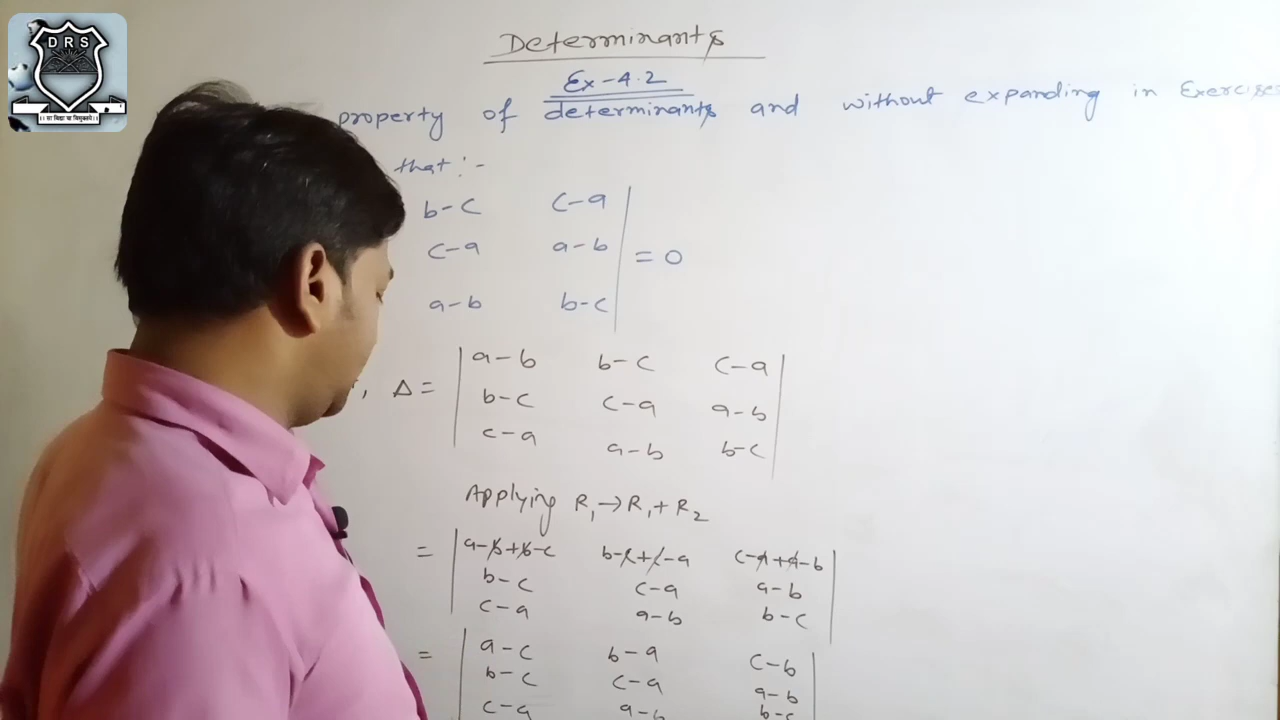 DRS
|| सा विद्या या विमुक्तये ||
Determinants
Ex-4.2
property of determinants and without expanding in Exercises
that :-
b-c c-a
c-a a-b = 0
a-b b-c
, Δ = | a-b b-c c-a |
| b-c c-a a-b |
| c-a a-b b-c |
Applying R₁→R₁+R₂
= | a-b+b-c b-c+c-a c-a+a-b |
| b-c c-a a-b |
| c-a a-b b-c |
= | a-c b-a c-b |
| b-c c-a a-b |
| c-a a-b b-c |